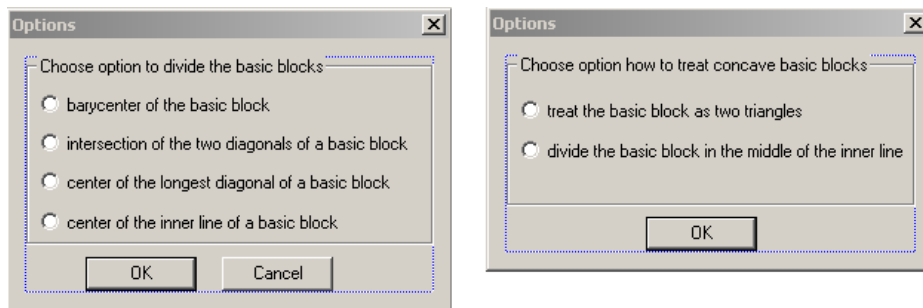 Options
Choose option to divide the basic blocks
barycenter of the basic block
intersection of the two diagonals of a basic block
center of the longest diagonal of a basic block
center of the inner line of a basic block
OK
Cancel
Options
Choose option how to treat concave basic blocks
treat the basic block as two triangles
divide the basic block in the middle of the inner line
OK